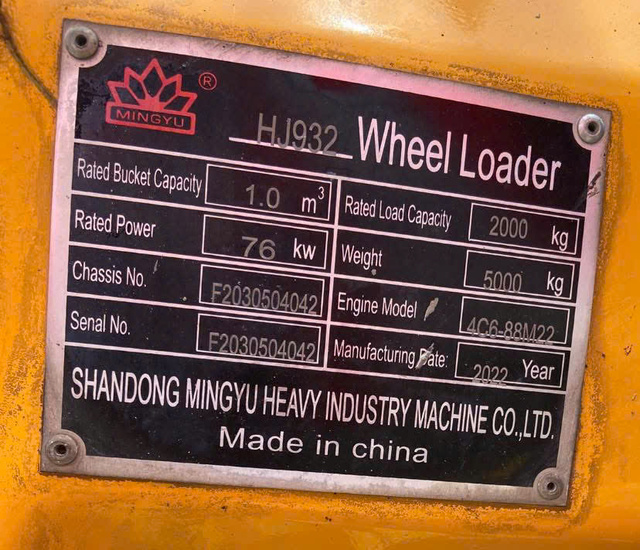 MINGYU ®
HJ932 Wheel Loader
Rated Bucket Capacity 1.0 m³ Rated Load Capacity 2000 kg
Rated Power 76 kw Weight 5000 kg
Chassis No. F2030504042 Engine Model 4C6-88M22
Senal No. F2030504042 Manufacturing Date: 2022 Year
SHANDONG MINGYU HEAVY INDUSTRY MACHINE CO.,LTD.
Made in china